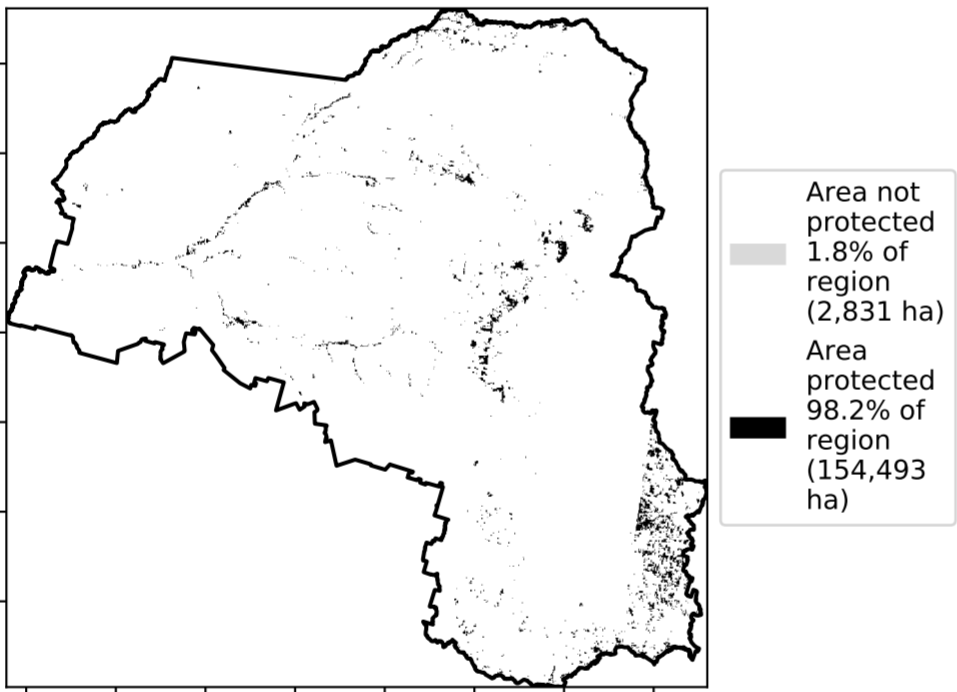 Area not
protected
1.8% of
region
(2,831 ha)
Area
protected
98.2% of
region
(154,493
ha)